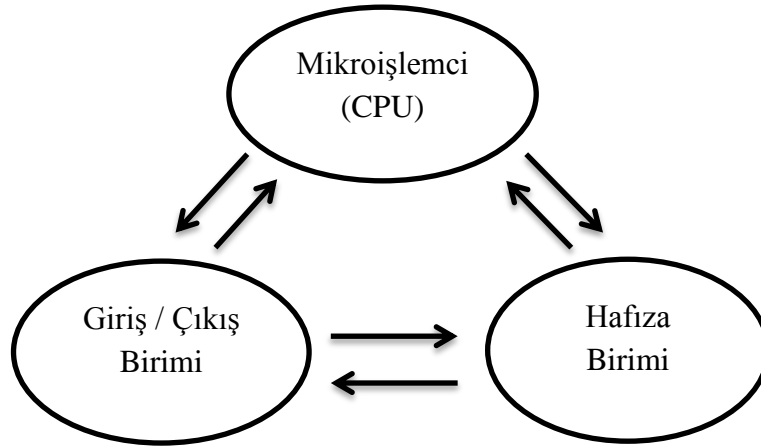 Mikroişlemci
(CPU)
Giriş / Çıkış
Birimi
Hafıza
Birimi